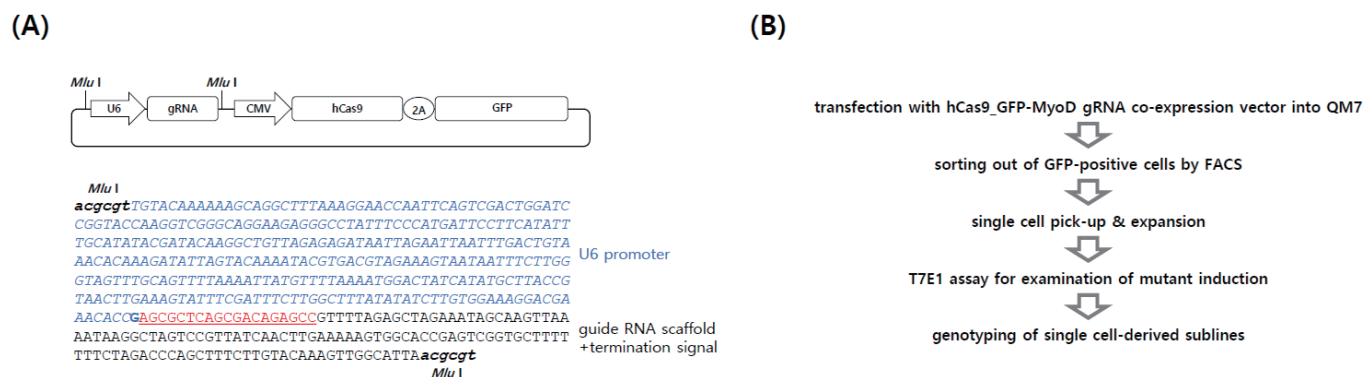 (A)
Mlu I
Mlu I
U6
gRNA
CMV
hCas9
2A
GFP
Mlu I
acgcgtTGTACAAAAAAGCAGGCTTTAAAGGAACCAATTCAGTCGACTGGATC
CGGTACCAAGGTCGGGCAGGAAGAGGGCCTATTTCCCATGATTCCTTCATATT
TGCATATACGATACAAGGCTGTTAGAGAGATAATTAGAATTAATTTGACTGTA
AACACAAAGATATTAGTACAAAATACGTGACGTAGAAAGTAATAATTTCTTGG
GTAGTTTGCAGTTTTAAAATTATGTTTTAAAATGGACTATCATATGCTTACCG
TAACTTGAAAGTATTTCGATTTCTTGGCTTTATATATCTTGTGGAAAGGACGA
AACACCGAGCGCTCAGCGACAGAGCCGTTTTAGAGCTAGAAATAGCAAGTTAA
AATAAGGCTAGTCCGTTATCAACTTGAAAAAGTGGCACCGAGTCGGTGCTTTT
TTTCTAGACCCAGCTTTCTTGTACAAAGTTGGCATTAacgcgt
Mlu I
U6 promoter
guide RNA scaffold
+termination signal
(B)
transfection with hCas9_GFP-MyoD gRNA co-expression vector into QM7
sorting out of GFP-positive cells by FACS
single cell pick-up & expansion
T7E1 assay for examination of mutant induction
genotyping of single cell-derived sublines